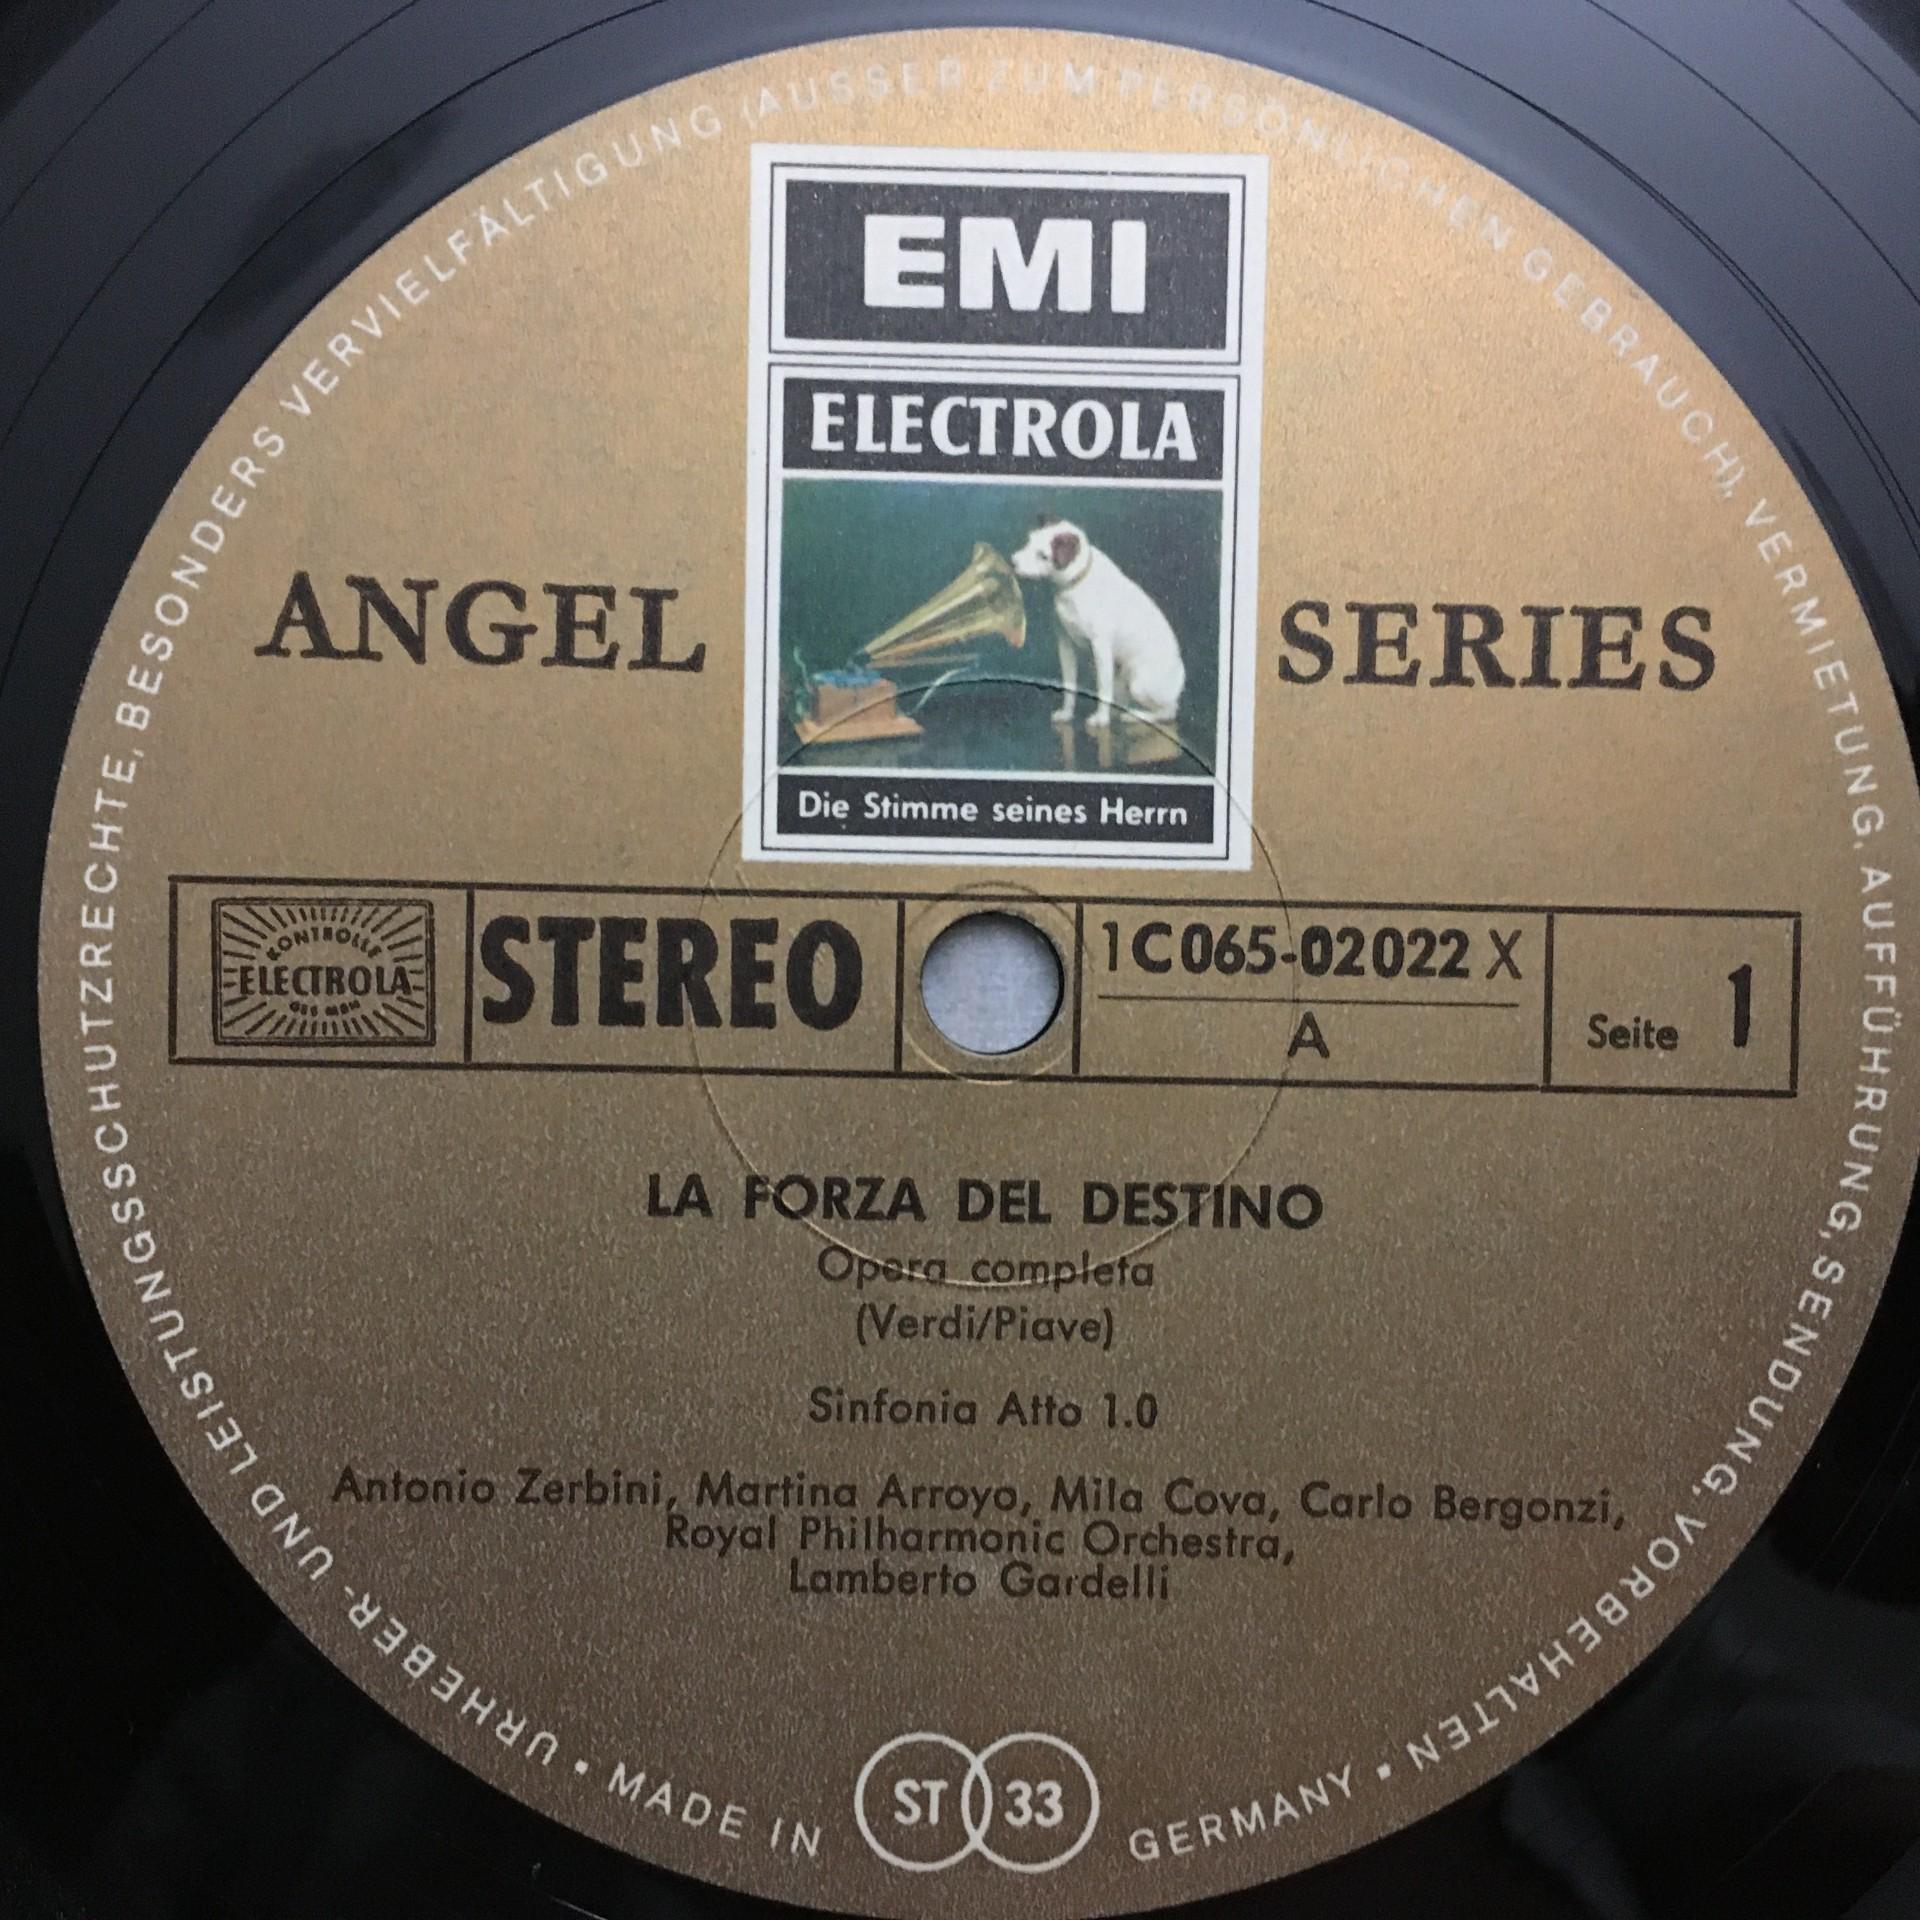 EMI
ELECTROLA
ANGEL SERIES
Die Stimme seines Herrn
KONTROLLE
ELECTROLA
GES MBH
STEREO
1C 065-02022 X
A
Seite 1
LA FORZA DEL DESTINO
Opera completa
(Verdi/Piave)
Sinfonia Atto 1.0
Antonio Zerbini, Martina Arroyo, Mila Cova, Carlo Bergonzi,
Royal Philharmonic Orchestra,
Lamberto Gardelli
ST 33
URHEBER- UND LEISTUNGSSCHUTZRECHTE, BESONDERS VERVIELFÄLTIGUNG (AUSSER ZUM PERSÖNLICHEN GEBRAUCH), VERMIETUNG, AUFFÜHRUNG, SENDUNG, VORBEHALTEN •
• MADE IN GERMANY